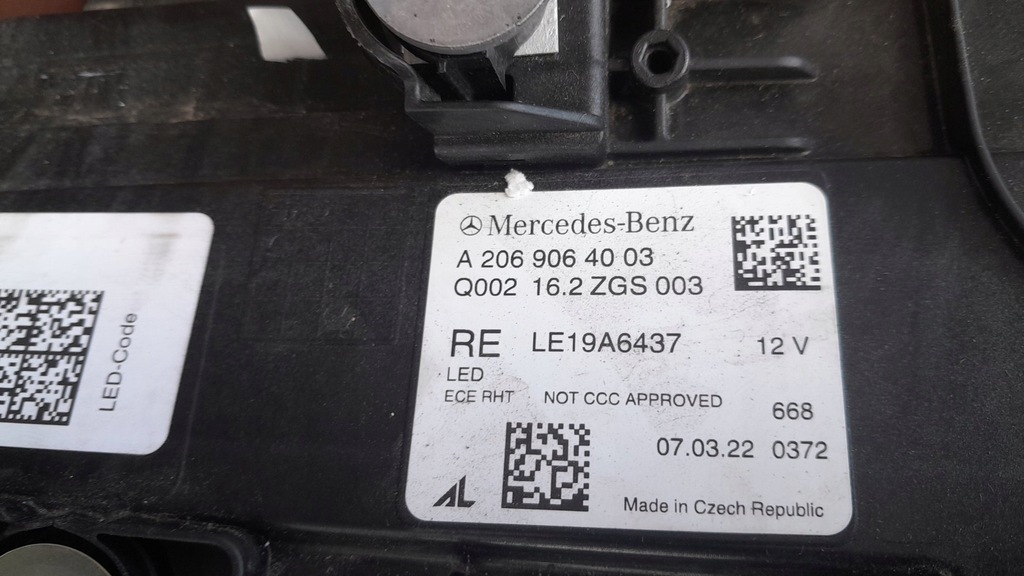 LED-Code
Mercedes-Benz
A 206 906 40 03
Q002 16.2 ZGS 003
RE LE19A6437 12 V
LED
ECE RHT NOT CCC APPROVED
668
07.03.22 0372
AL Made in Czech Republic